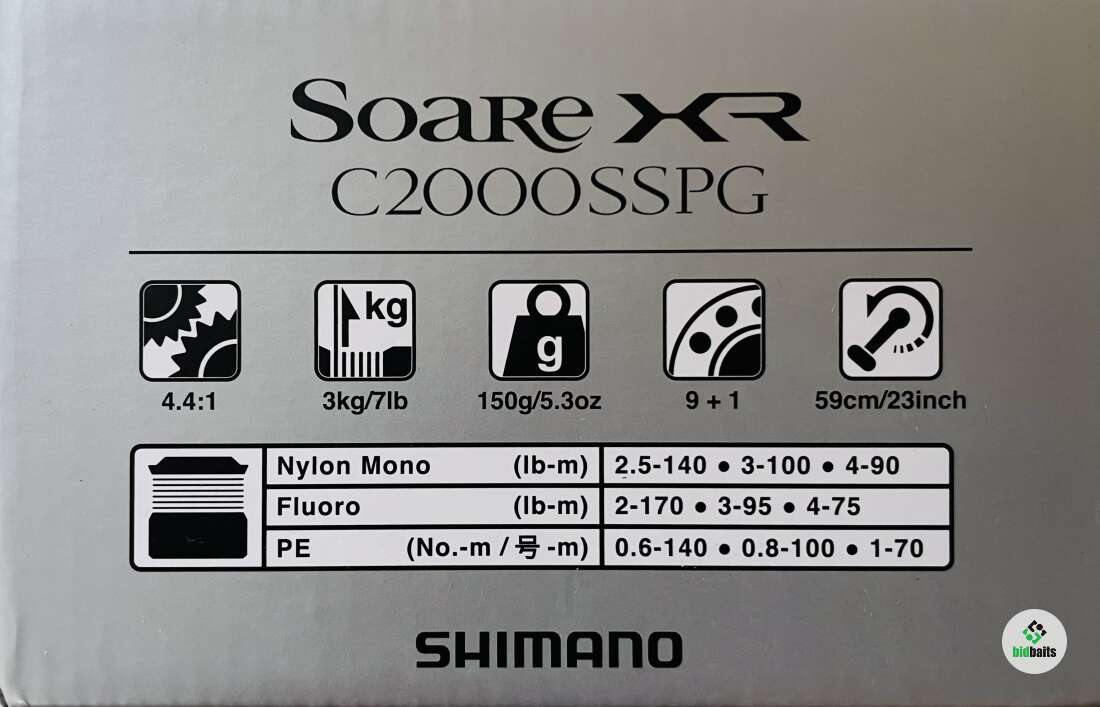 Soare XR
C2000SSPG
kg
g
4.4:1 3kg/7lb 150g/5.3oz 9 + 1 59cm/23inch
Nylon Mono (lb-m) 2.5-140 ● 3-100 ● 4-90
Fluoro (lb-m) 2-170 ● 3-95 ● 4-75
PE (No.-m / 号 -m) 0.6-140 ● 0.8-100 ● 1-70
SHIMANO
bidbaits